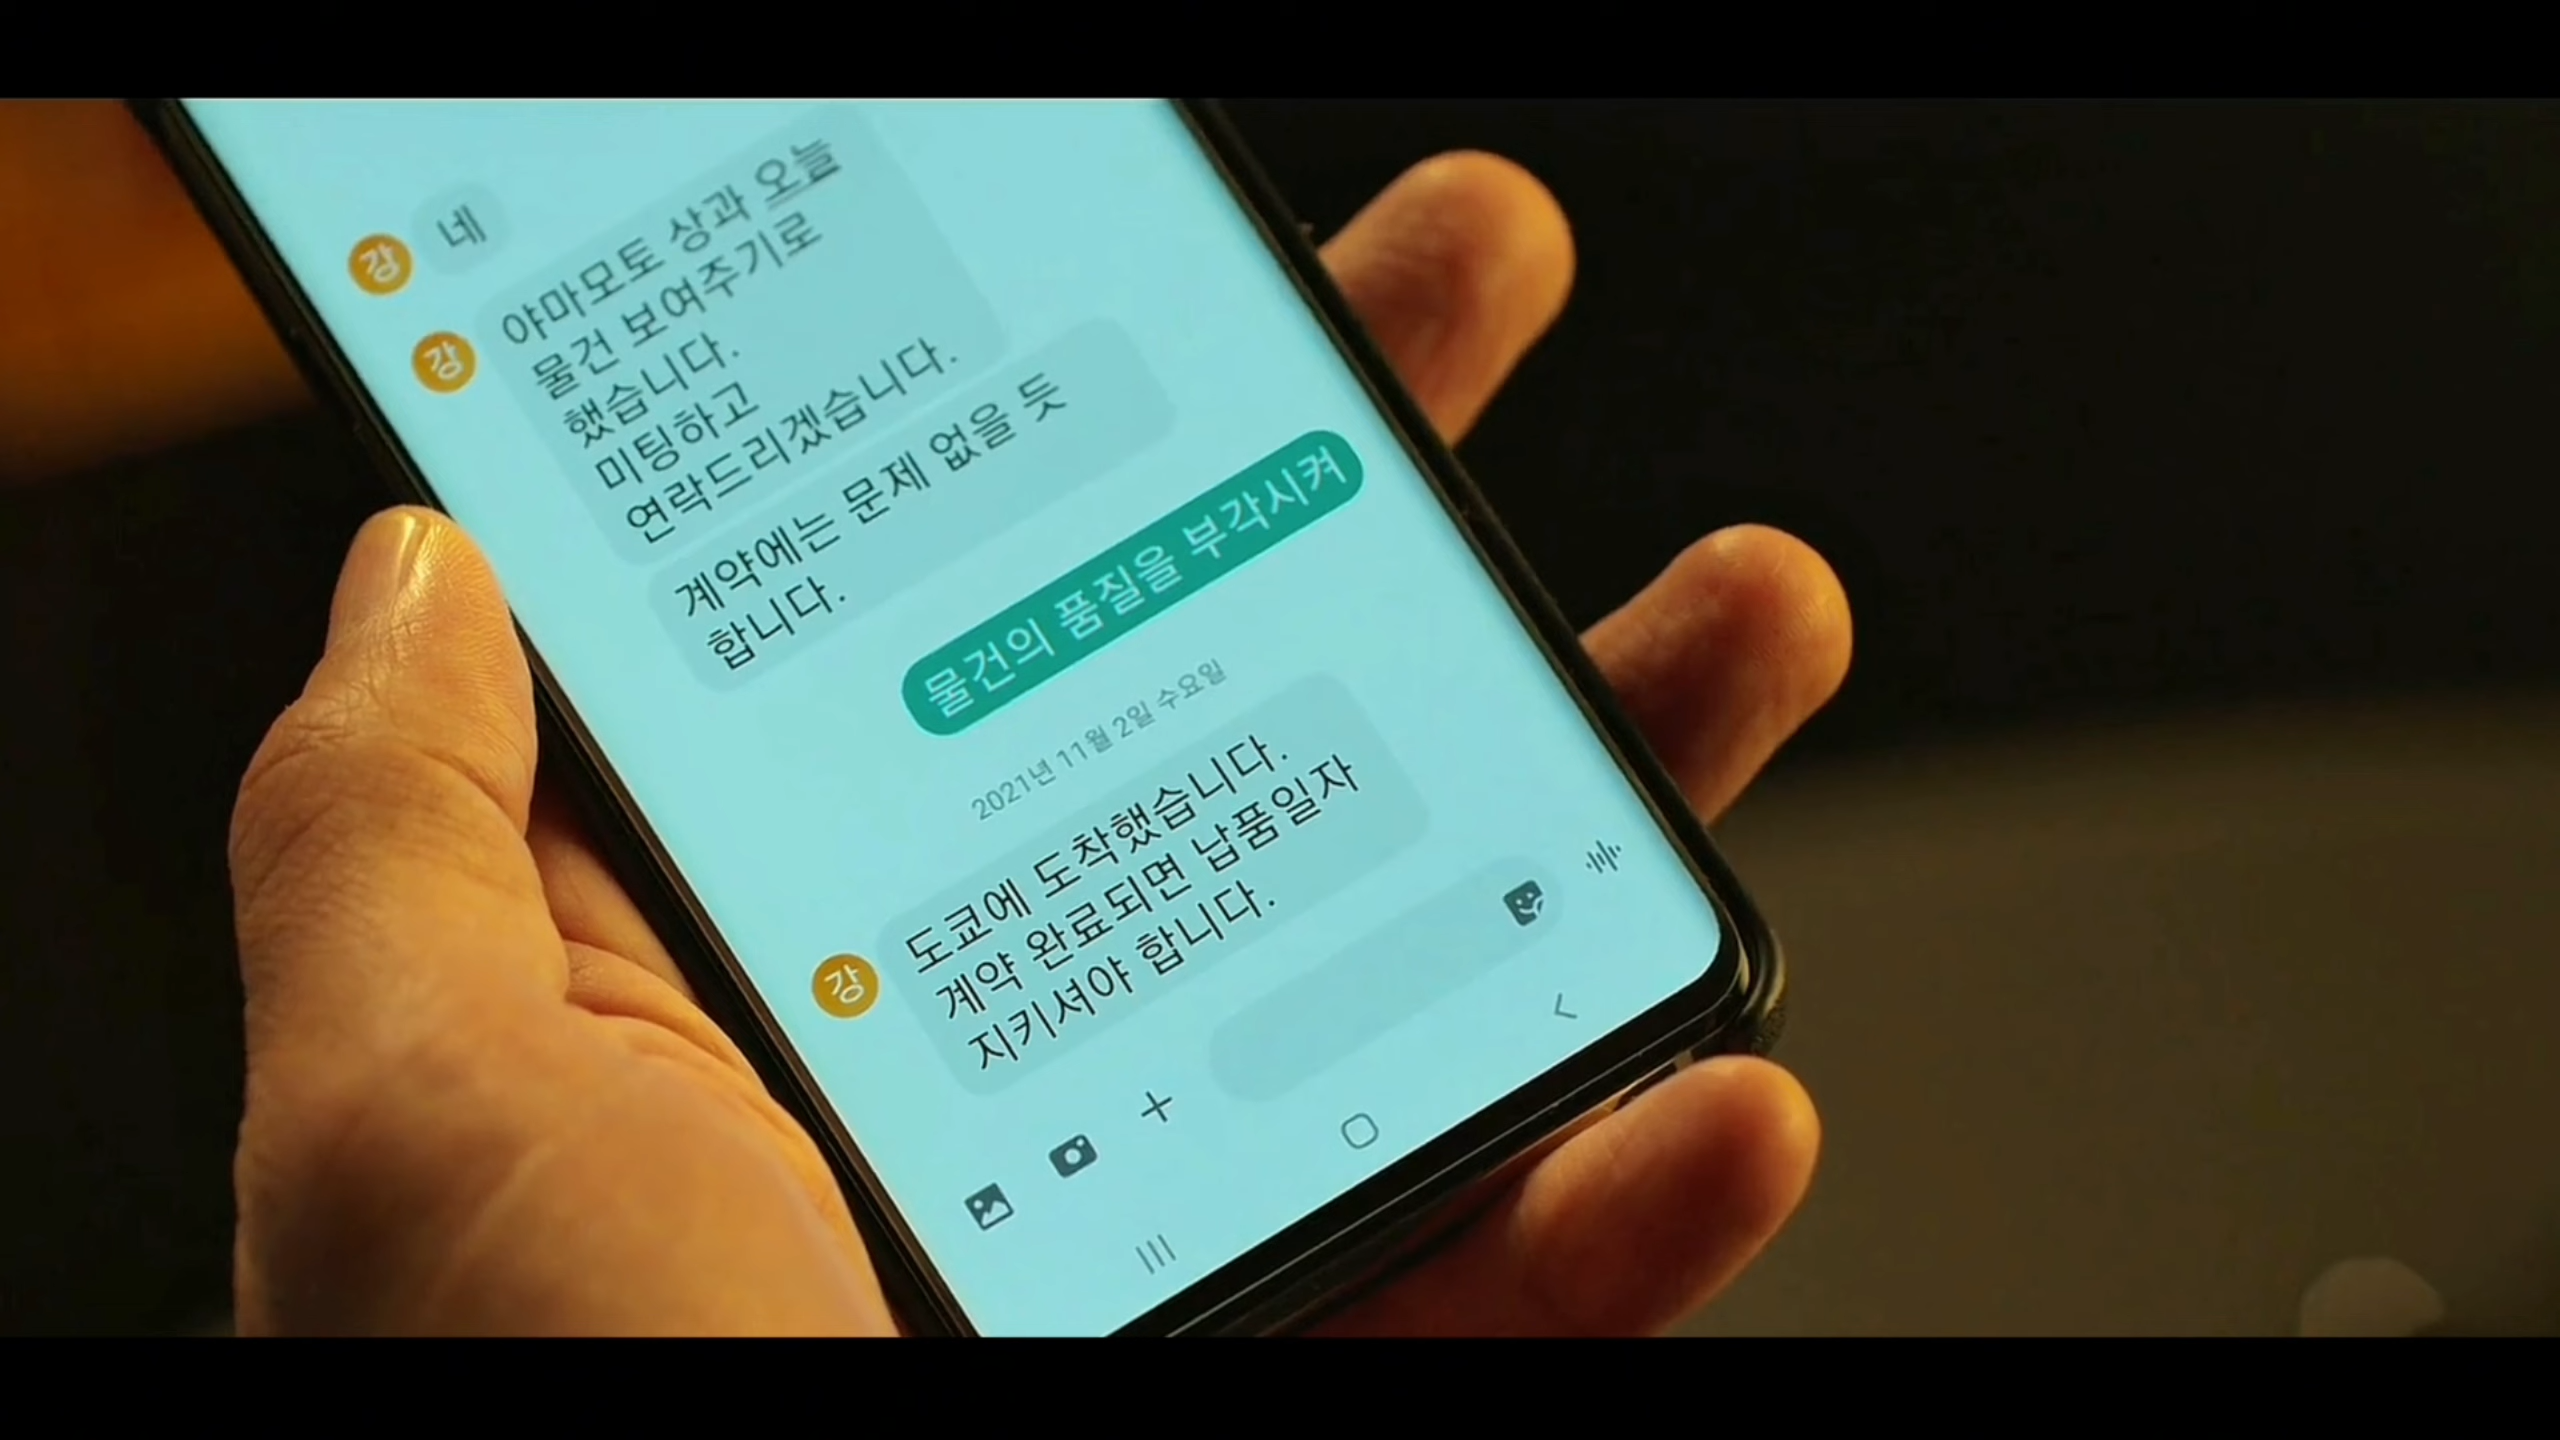 강
네
강
야마모토 상과 오늘
물건 보여주기로
했습니다.
미팅하고
연락드리겠습니다.
계약에는 문제 없을 듯
합니다.
물건의 품질을 부각시켜
2021년 11월 2일 수요일
강
도쿄에 도착했습니다.
계약 완료되면 납품일자
지키셔야 합니다.